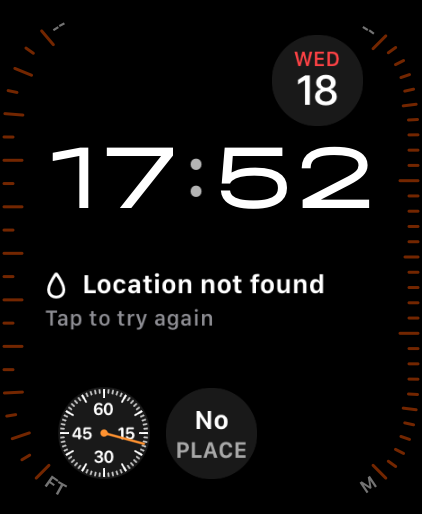 --
--
WED
18
17:52
Location not found
Tap to try again
60
45
15
30
No
PLACE
FT
M